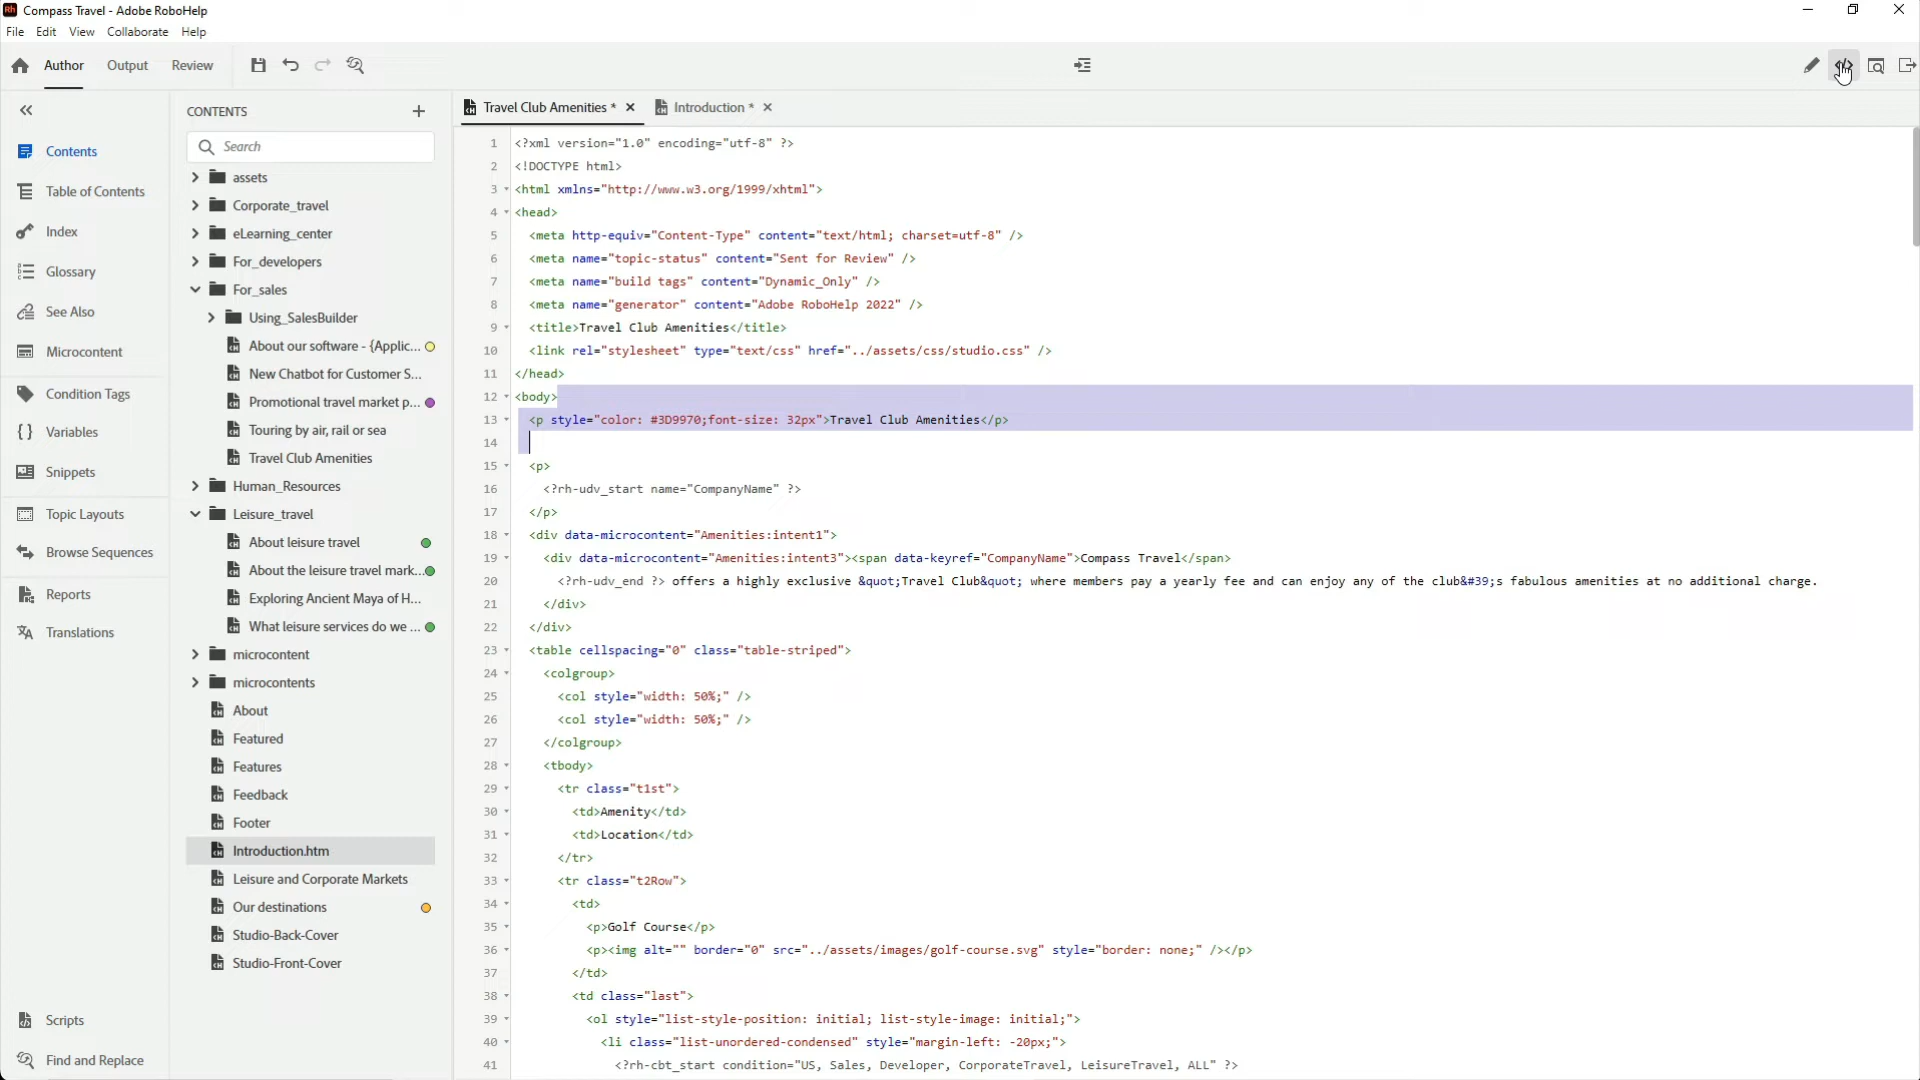 Compass Travel - Adobe RoboHelp
File Edit View Collaborate Help
Author Output Review
Contents
Table of Contents
Index
Glossary
See Also
Microcontent
Condition Tags
Variables
Snippets
Topic Layouts
Browse Sequences
Reports
Translations
Scripts
Find and Replace
CONTENTS
Search
assets
Corporate_travel
eLearning_center
For_developers
For_sales
Using_SalesBuilder
About our software - {Applic...
New Chatbot for Customer S...
Promotional travel market p...
Touring by air, rail or sea
Travel Club Amenities
Human_Resources
Leisure_travel
About leisure travel
About the leisure travel mark...
Exploring Ancient Maya of H...
What leisure services do we ...
microcontent
microcontents
About
Featured
Features
Feedback
Footer
Introduction.htm
Leisure and Corporate Markets
Our destinations
Studio-Back-Cover
Studio-Front-Cover
Travel Club Amenities * Introduction *
1 <?xml version="1.0" encoding="utf-8" ?>
2 <!DOCTYPE html>
3 <html xmlns="http://www.w3.org/1999/xhtml">
4 <head>
5 <meta http-equiv="Content-Type" content="text/html; charset=utf-8" />
6 <meta name="topic-status" content="Sent for Review" />
7 <meta name="build tags" content="Dynamic_Only" />
8 <meta name="generator" content="Adobe RoboHelp 2022" />
9 <title>Travel Club Amenities</title>
10 <link rel="stylesheet" type="text/css" href="../assets/css/studio.css" />
11 </head>
12 <body>
13 <p style="color: #3D9970;font-size: 32px">Travel Club Amenities</p>
14
15 <p>
16 <?rh-udv_start name="CompanyName" ?>
17 </p>
18 <div data-microcontent="Amenities:intent1">
19 <div data-microcontent="Amenities:intent3"><span data-keyref="CompanyName">Compass Travel</span>
20 <?rh-udv_end ?> offers a highly exclusive &quot;Travel Club&quot; where members pay a yearly fee and can enjoy any of the club&#39;s fabulous amenities at no additional charge.
21 </div>
22 </div>
23 <table cellspacing="0" class="table-striped">
24 <colgroup>
25 <col style="width: 50%;" />
26 <col style="width: 50%;" />
27 </colgroup>
28 <tbody>
29 <tr class="t1st">
30 <td>Amenity</td>
31 <td>Location</td>
32 </tr>
33 <tr class="t2Row">
34 <td>
35 <p>Golf Course</p>
36 <p><img alt="" border="0" src="../assets/images/golf-course.svg" style="border: none;" /></p>
37 </td>
38 <td class="last">
39 <ol style="list-style-position: initial; list-style-image: initial;">
40 <li class="list-unordered-condensed" style="margin-left: -20px;">
41 <?rh-cbt_start condition="US, Sales, Developer, CorporateTravel, LeisureTravel, ALL" ?>